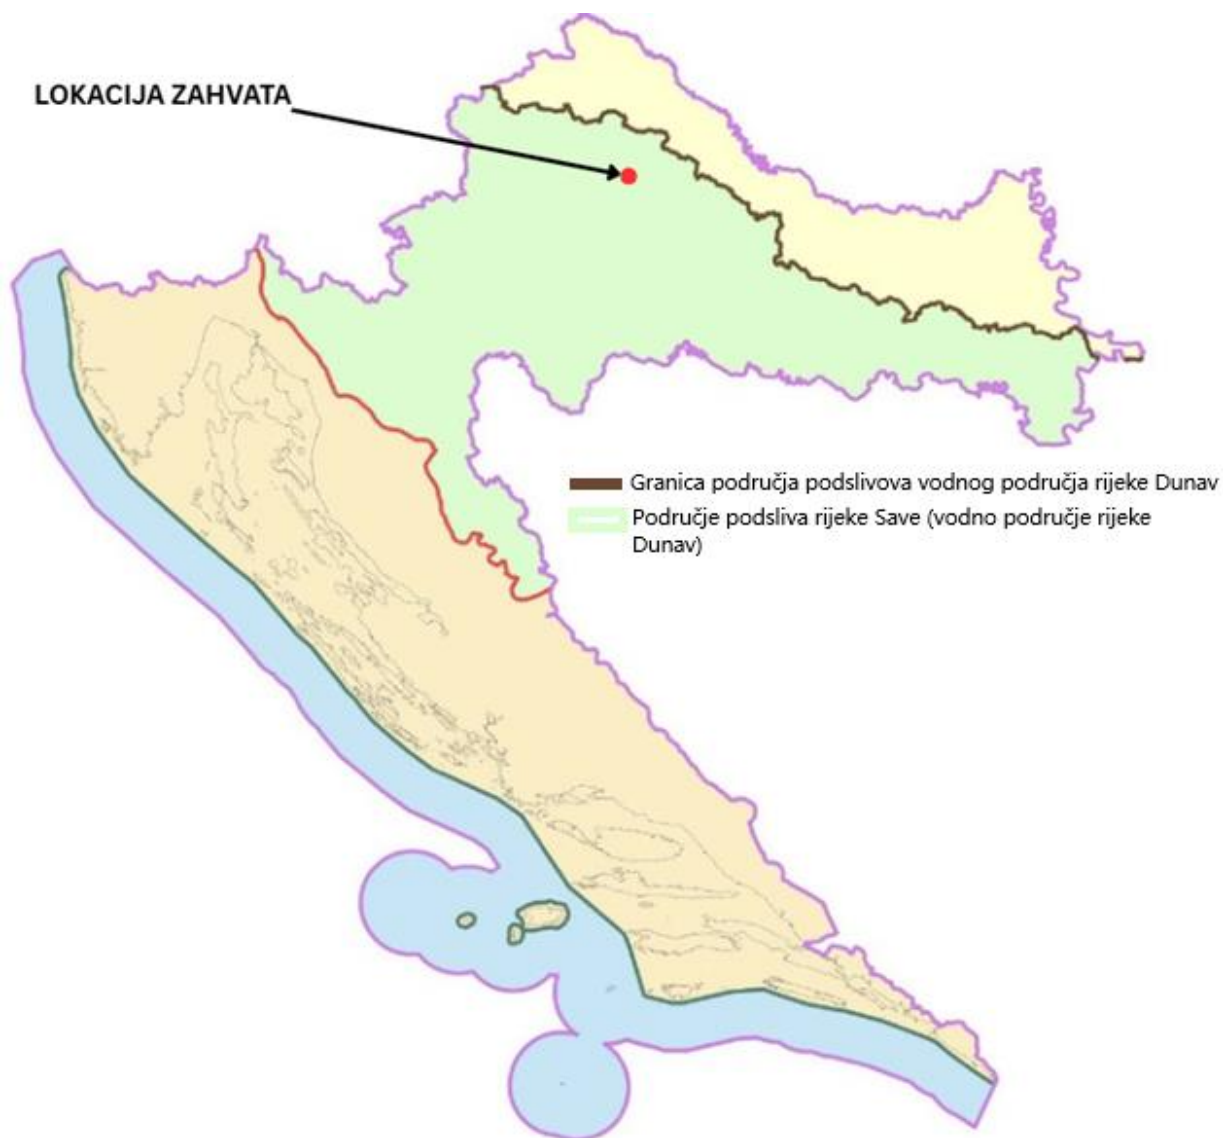 LOKACIJA ZAHVATA
Granica područja podslivova vodnog područja rijeke Dunav
Područje podsliva rijeke Save (vodno područje rijeke
Dunav)